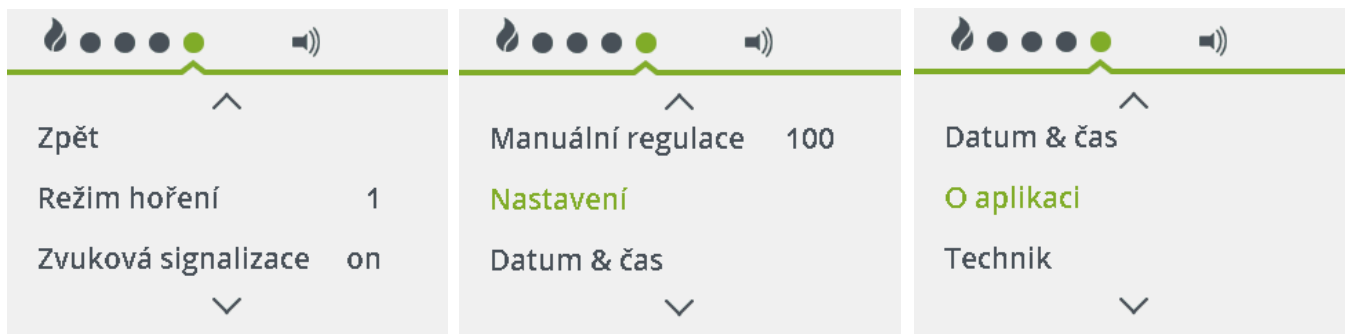 Zpět
Režim hoření 1
Zvuková signalizace on
Manuální regulace 100
Nastavení
Datum & čas
Datum & čas
O aplikaci
Technik